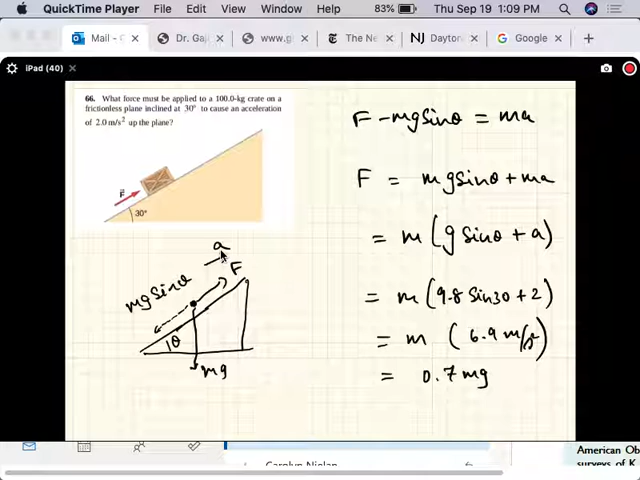 QuickTime Player File Edit View Window Help 83% Thu Sep 19 1:09 PM
Mail - C Dr. Gaj www.g The Ne NJ Dayton Google
iPad (40)
66. What force must be applied to a 100.0-kg crate on a
frictionless plane inclined at 30° to cause an acceleration
of 2.0 m/s² up the plane?
F
30°
a
F
mg sinθ
θ
mg
F - mg sinθ = ma
F = mg sinθ + ma
= m (g sinθ + a)
= m (9.8 Sin30 + 2)
= m (6.9 m/s²)
= 0.7 mg
American Ob
surveys of K
Carolyn Nielan